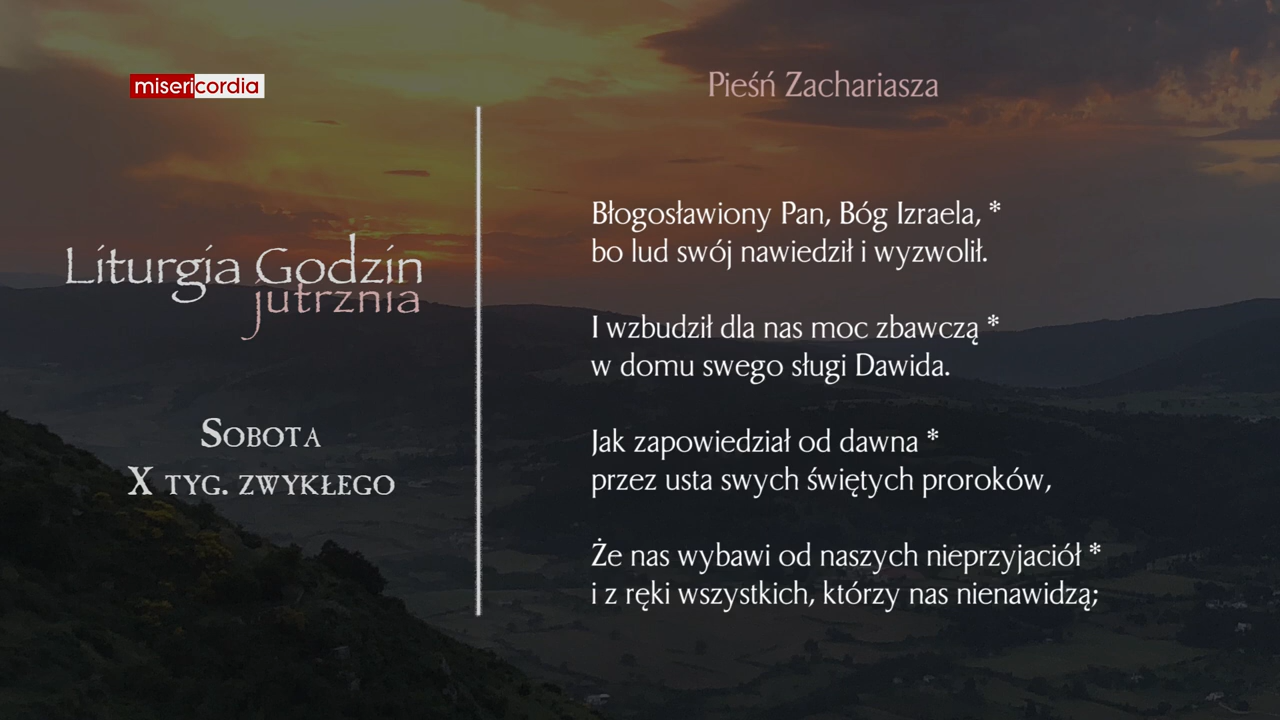 misericordia
Liturgia Godzin
jutrznia
Sobota
X tyg. zwykłego
Pieśń Zachariasza
Błogosławiony Pan, Bóg Izraela, *
bo lud swój nawiedził i wyzwolił.
I wzbudził dla nas moc zbawczą *
w domu swego sługi Dawida.
Jak zapowiedział od dawna *
przez usta swych świętych proroków,
Że nas wybawi od naszych nieprzyjaciół *
i z ręki wszystkich, którzy nas nienawidzą;